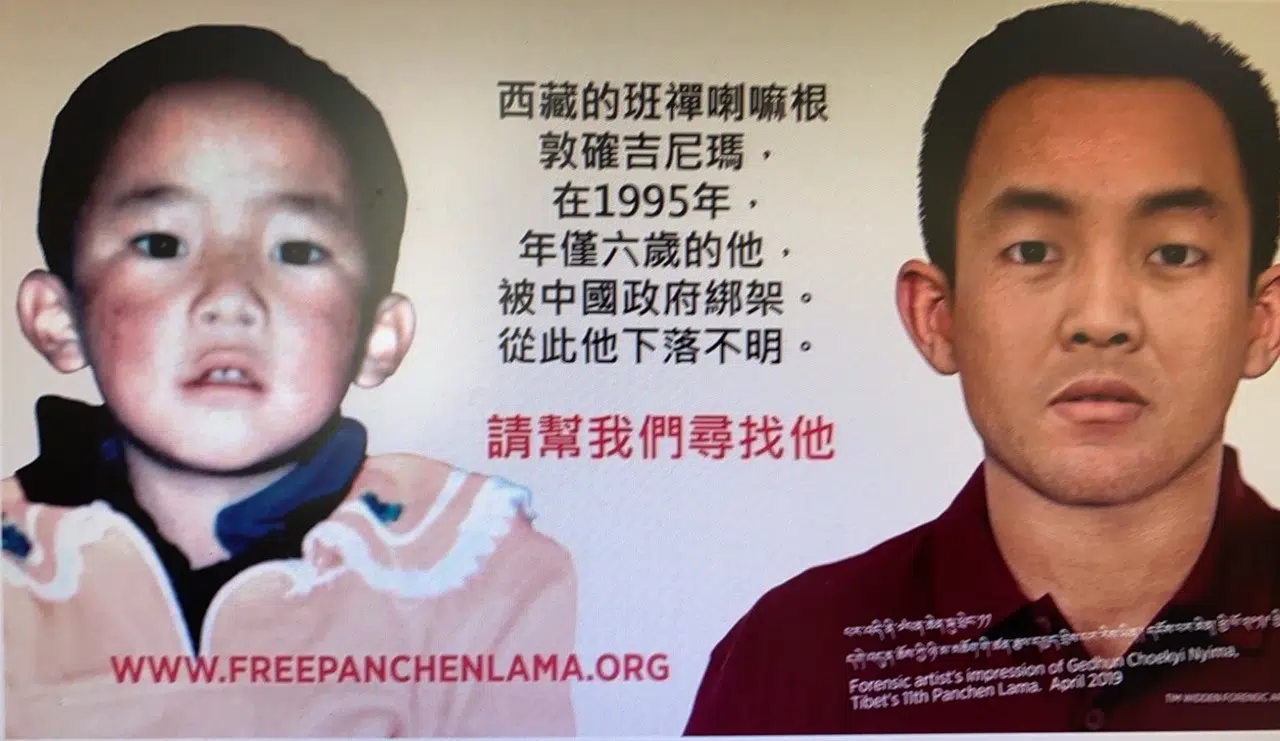 西藏的班禪喇嘛根
敦確吉尼瑪，
在1995年，
年僅六歲的他，
被中國政府綁架。
從此他下落不明。
請幫我們尋找他
WWW.FREEPANCHENLAMA.ORG
Forensic artist's impression of Gedhun Choekyi Nyima,
Tibet's 11th Panchen Lama. April 2019
TIM WIDDEN FORENSIC